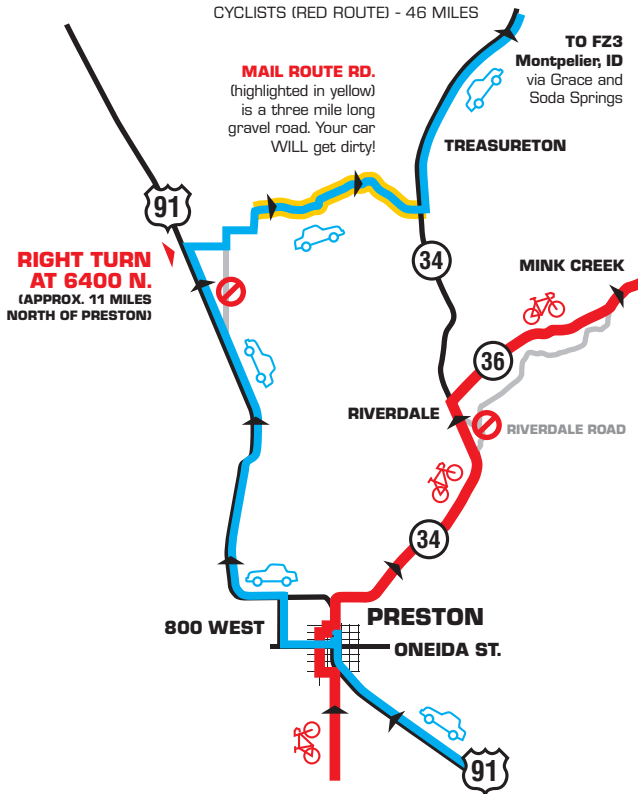 CYCLISTS (RED ROUTE) - 46 MILES
TO FZ3
Montpelier, ID
via Grace and
Soda Springs
MAIL ROUTE RD.
(highlighted in yellow)
is a three mile long
gravel road. Your car
WILL get dirty!
TREASURETON
91
RIGHT TURN
AT 6400 N.
(APPROX. 11 MILES
NORTH OF PRESTON)
34
MINK CREEK
36
RIVERDALE
RIVERDALE ROAD
34
PRESTON
800 WEST
ONEIDA ST.
91